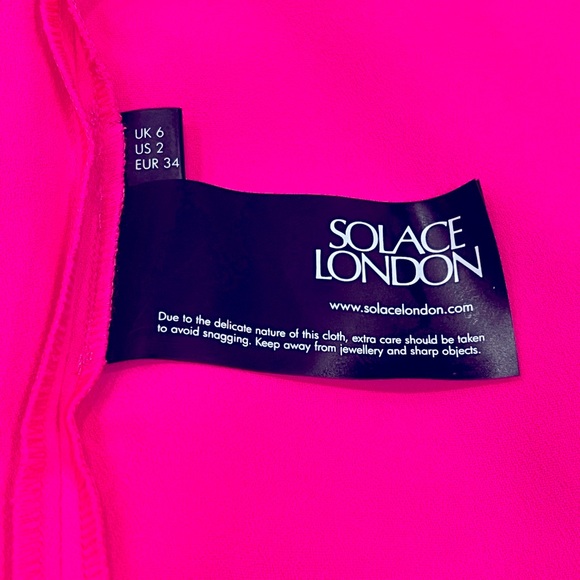 UK 6
US 2
EUR 34
SOLACE
LONDON
www.solacelondon.com
Due to the delicate nature of this cloth, extra care should be taken
to avoid snagging. Keep away from jewellery and sharp objects.